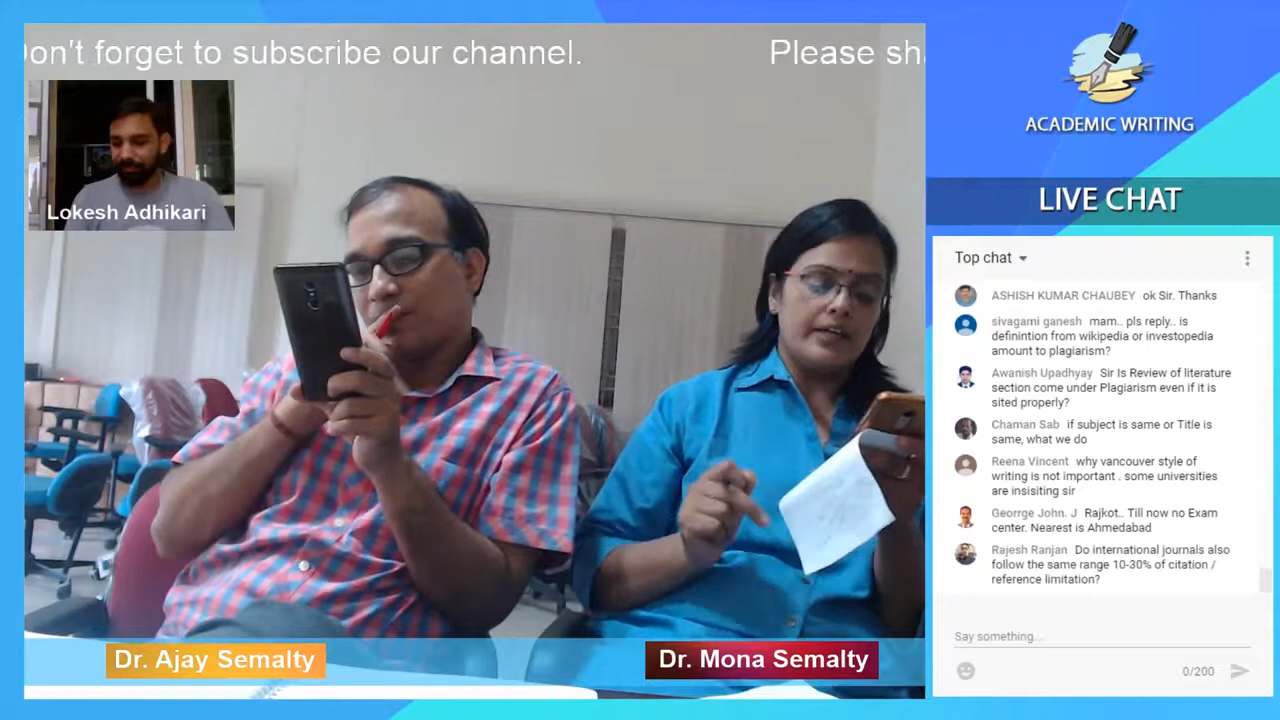 Don't forget to subscribe our channel.
Please sh
Lokesh Adhikari
Dr. Ajay Semalty
Dr. Mona Semalty
ACADEMIC WRITING
LIVE CHAT
Top chat
ASHISH KUMAR CHAUBEY ok Sir. Thanks
sivagami ganesh mam.. pls reply.. is
definintion from wikipedia or investopedia
amount to plagiarism?
Awanish Upadhyay Sir Is Review of literature
section come under Plagiarism even if it is
sited properly?
Chaman Sab if subject is same or Title is
same, what we do
Reena Vincent why vancouver style of
writing is not important . some universities
are insisiting sir
Georrge John. J Rajkot.. Till now no Exam
center. Nearest is Ahmedabad
Rajesh Ranjan Do international journals also
follow the same range 10-30% of citation /
reference limitation?
Say something...
0/200